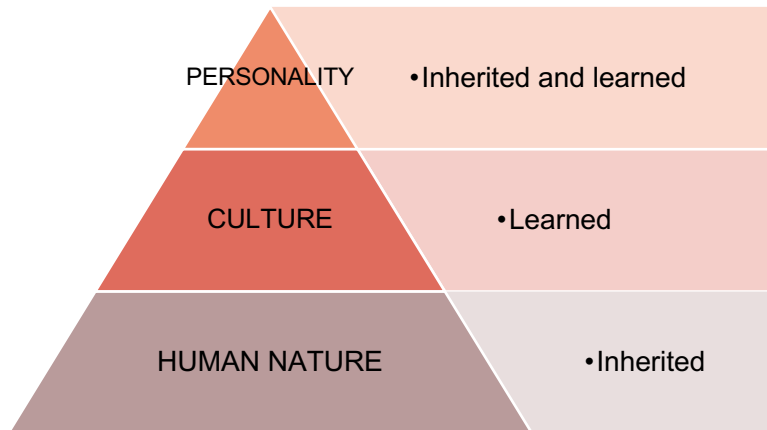 PERSONALITY
•Inherited and learned
CULTURE
•Learned
HUMAN NATURE
•Inherited